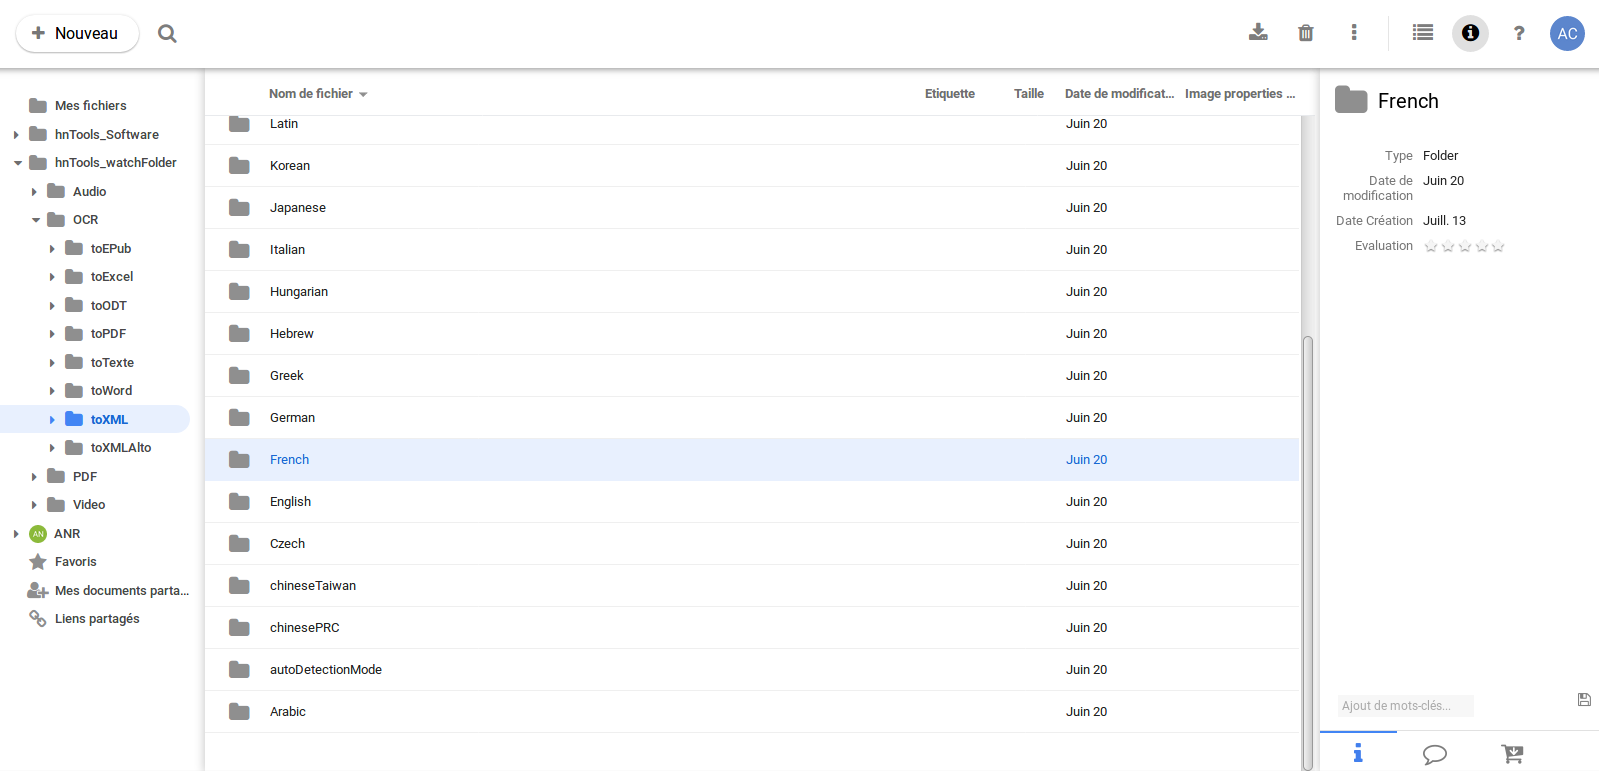 Nouveau
?
AC
Mes fichiers
hnTools_Software
hnTools_watchFolder
Audio
OCR
toEPub
toExcel
toODT
toPDF
toTexte
toWord
toXML
toXMLAlto
PDF
Video
AN ANR
Favoris
Mes documents parta...
Liens partagés
Nom de fichier Etiquette Taille Date de modificat... Image properties ...
Latin Juin 20
Korean Juin 20
Japanese Juin 20
Italian Juin 20
Hungarian Juin 20
Hebrew Juin 20
Greek Juin 20
German Juin 20
French Juin 20
English Juin 20
Czech Juin 20
chineseTaiwan Juin 20
chinesePRC Juin 20
autoDetectionMode Juin 20
Arabic Juin 20
French
Type Folder
Date de modification Juin 20
Date Création Juill. 13
Evaluation
Ajout de mots-clés...